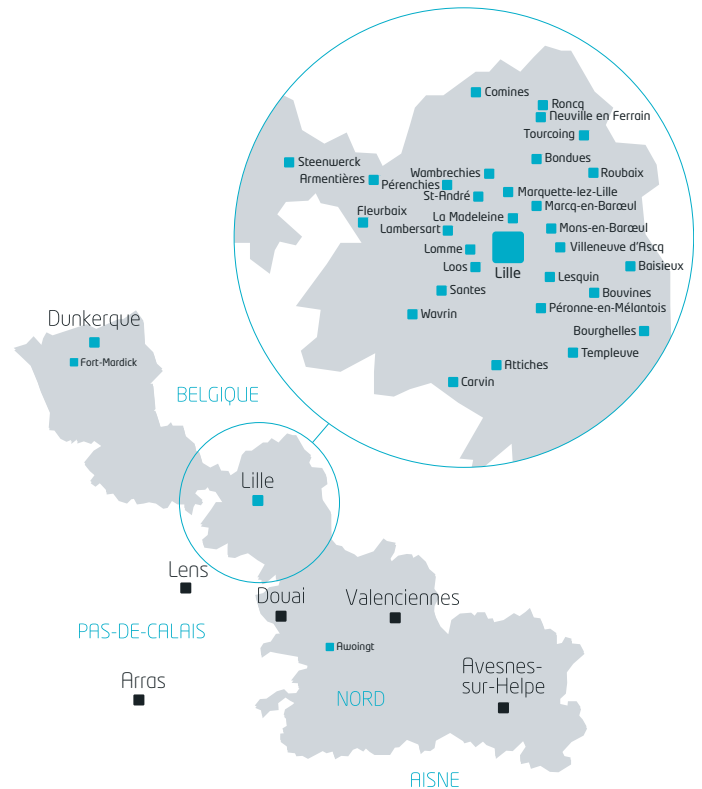 Comines
Roncq
Neuville en Ferrain
Tourcoing
Bondues
Steenwerck
Armentières
Pérenchies
Wambrechies
Roubaix
St-André
Marquette-lez-Lille
Marcq-en-Barœul
Fleurbaix
La Madeleine
Lambersart
Mons-en-Barœul
Lomme
Villeneuve d'Ascq
Loos
Lille
Baisieux
Lesquin
Santes
Bouvines
Wavrin
Péronne-en-Mélantois
Bourghelles
Templeuve
Attiches
Carvin
Dunkerque
Fort-Mardick
BELGIQUE
Lille
Lens
Douai
Valenciennes
PAS-DE-CALAIS
Awoingt
Arras
Avesnes-
sur-Helpe
NORD
AISNE